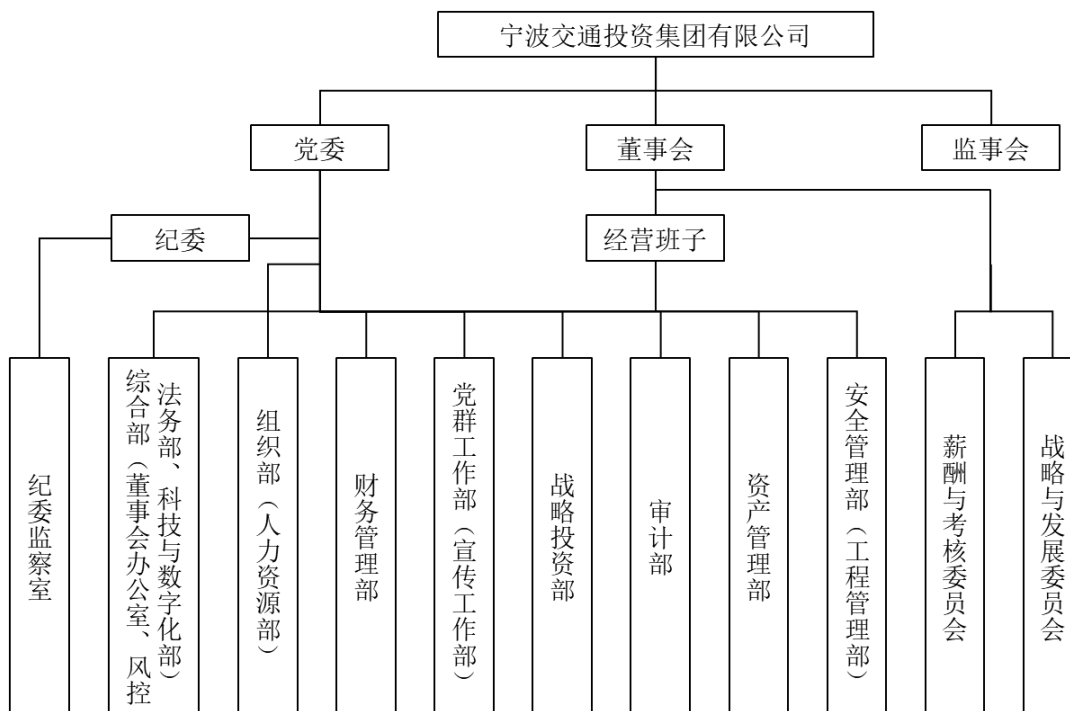 宁波交通投资集团有限公司
党委
董事会
监事会
纪委
经营班子
纪委监察室
综合部（董事会办公室、风控
法务部、科技与数字化部）
组织部（人力资源部）
财务管理部
党群工作部（宣传工作部）
战略投资部
审计部
资产管理部
安全管理部（工程管理部）
薪酬与考核委员会
战略与发展委员会